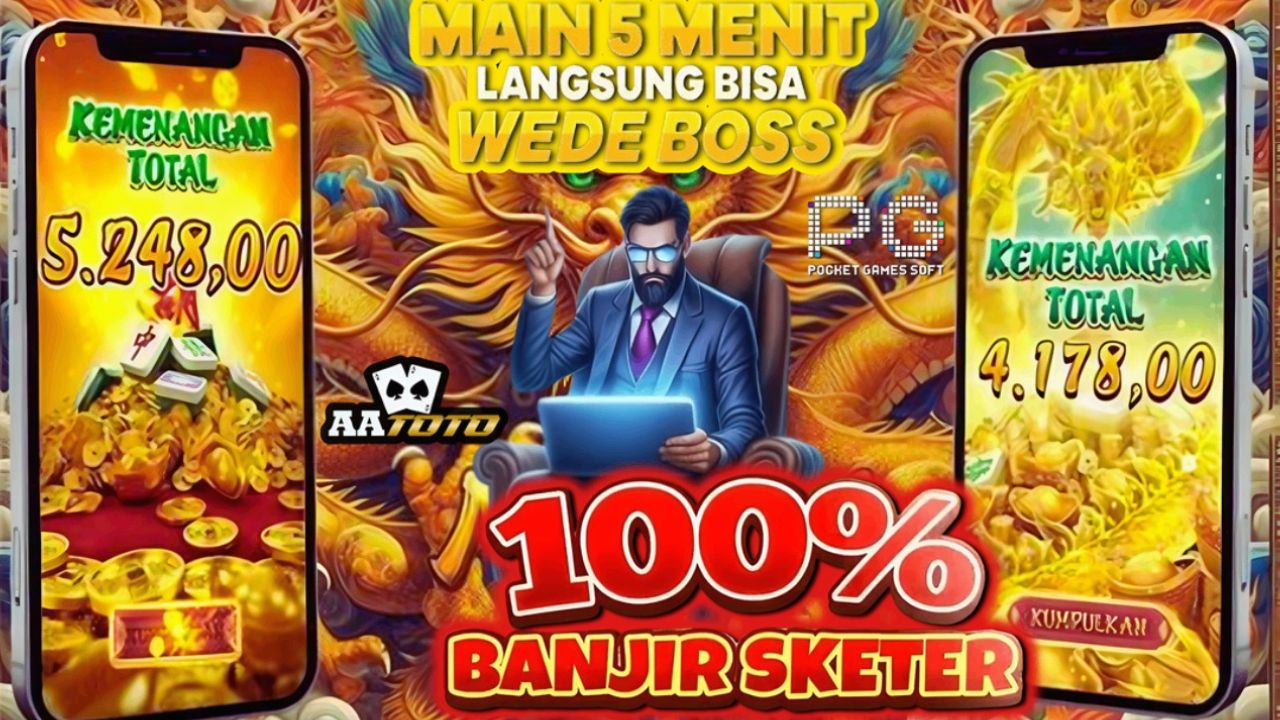 MAIN 5 MENIT
LANGSUNG BISA
WEDE BOSS
KEMENANGAN
TOTAL
5.248,00
中
PG
POCKET GAMES SOFT
KEMENANGAN
TOTAL
4.178,00
AATOTO
100%
BANJIR SKETER
KUMPULKAN